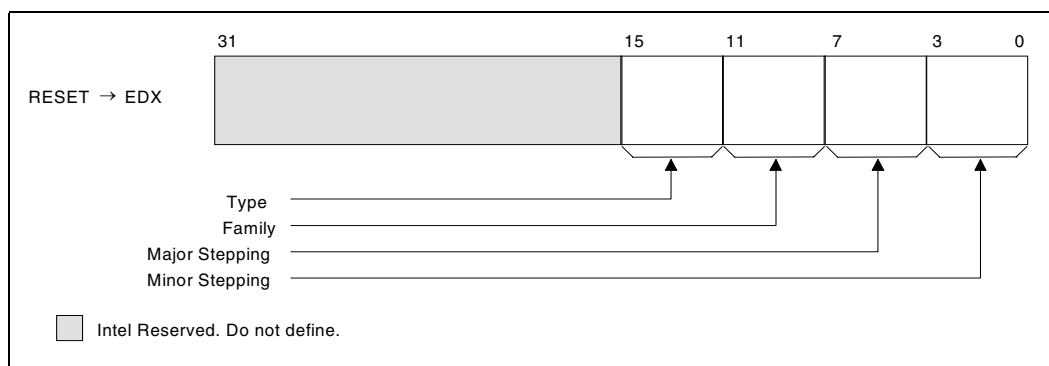 31 15 11 7 3 0
RESET → EDX
Type
Family
Major Stepping
Minor Stepping
Intel Reserved. Do not define.